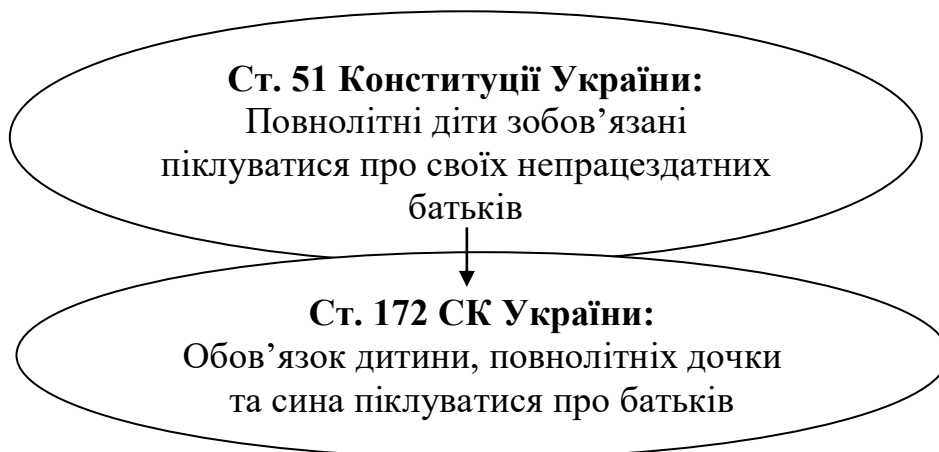 Ст. 51 Конституції України:
Повнолітні діти зобов’язані
піклуватися про своїх непрацездатних
батьків
Ст. 172 СК України:
Обов’язок дитини, повнолітніх дочки
та сина піклуватися про батьків